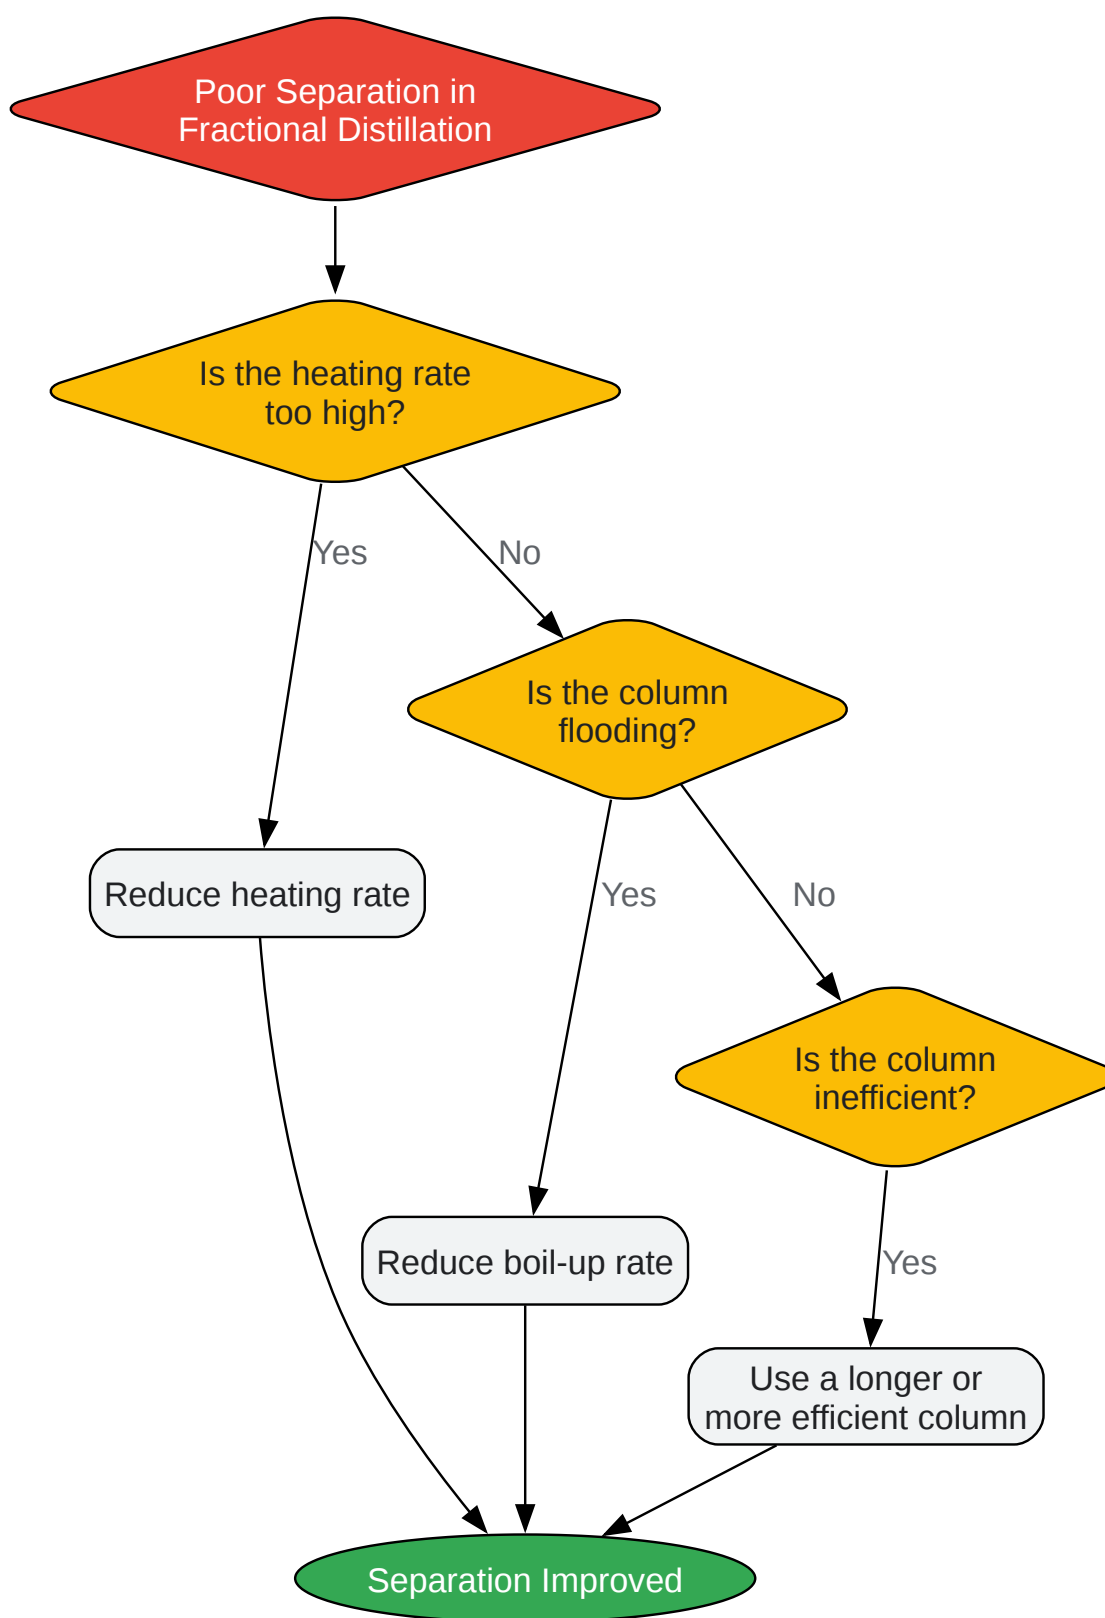 Poor Separation in
Fractional Distillation
Is the heating rate
too high?
Yes
No
Is the column
flooding?
Reduce heating rate
Yes
No
Is the column
inefficient?
Reduce boil-up rate
Yes
Use a longer or
more efficient column
Separation Improved